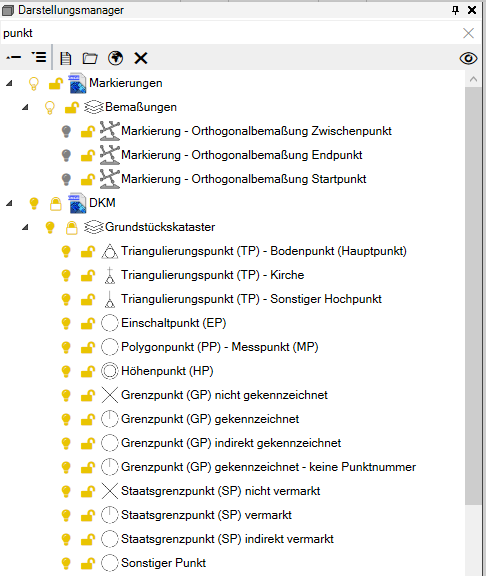 Darstellungsmanager
punkt
Markierungen
Bemaßungen
Markierung - Orthogonalbemaßung Zwischenpunkt
Markierung - Orthogonalbemaßung Endpunkt
Markierung - Orthogonalbemaßung Startpunkt
DKM
Grundstückskataster
Triangulierungspunkt (TP) - Bodenpunkt (Hauptpunkt)
Triangulierungspunkt (TP) - Kirche
Triangulierungspunkt (TP) - Sonstiger Hochpunkt
Einschaltpunkt (EP)
Polygonpunkt (PP) - Messpunkt (MP)
Höhenpunkt (HP)
Grenzpunkt (GP) nicht gekennzeichnet
Grenzpunkt (GP) gekennzeichnet
Grenzpunkt (GP) indirekt gekennzeichnet
Grenzpunkt (GP) gekennzeichnet - keine Punktnummer
Staatsgrenzpunkt (SP) nicht vermarkt
Staatsgrenzpunkt (SP) vermarkt
Staatsgrenzpunkt (SP) indirekt vermarkt
Sonstiger Punkt